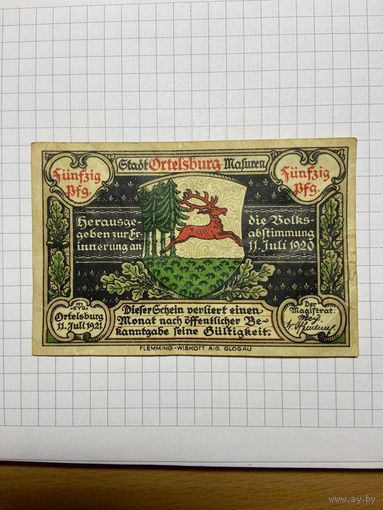 Stadt Ortelsburg Masuren
Fünfzig
Pfg.
Fünfzig
Pfg.
Herausge-
geben zur Er-
innerung an
die Volks-
abstimmung
11. Juli 1920
Ortelsburg
11. Juli 1921
Dieser Schein verliert einen
Monat nach öffentlicher Be-
kanntgabe seine Gültigkeit.
Der
Magistrat:
FLEMMING-WISKOTT A-G. GLOGAU
www.ay.by